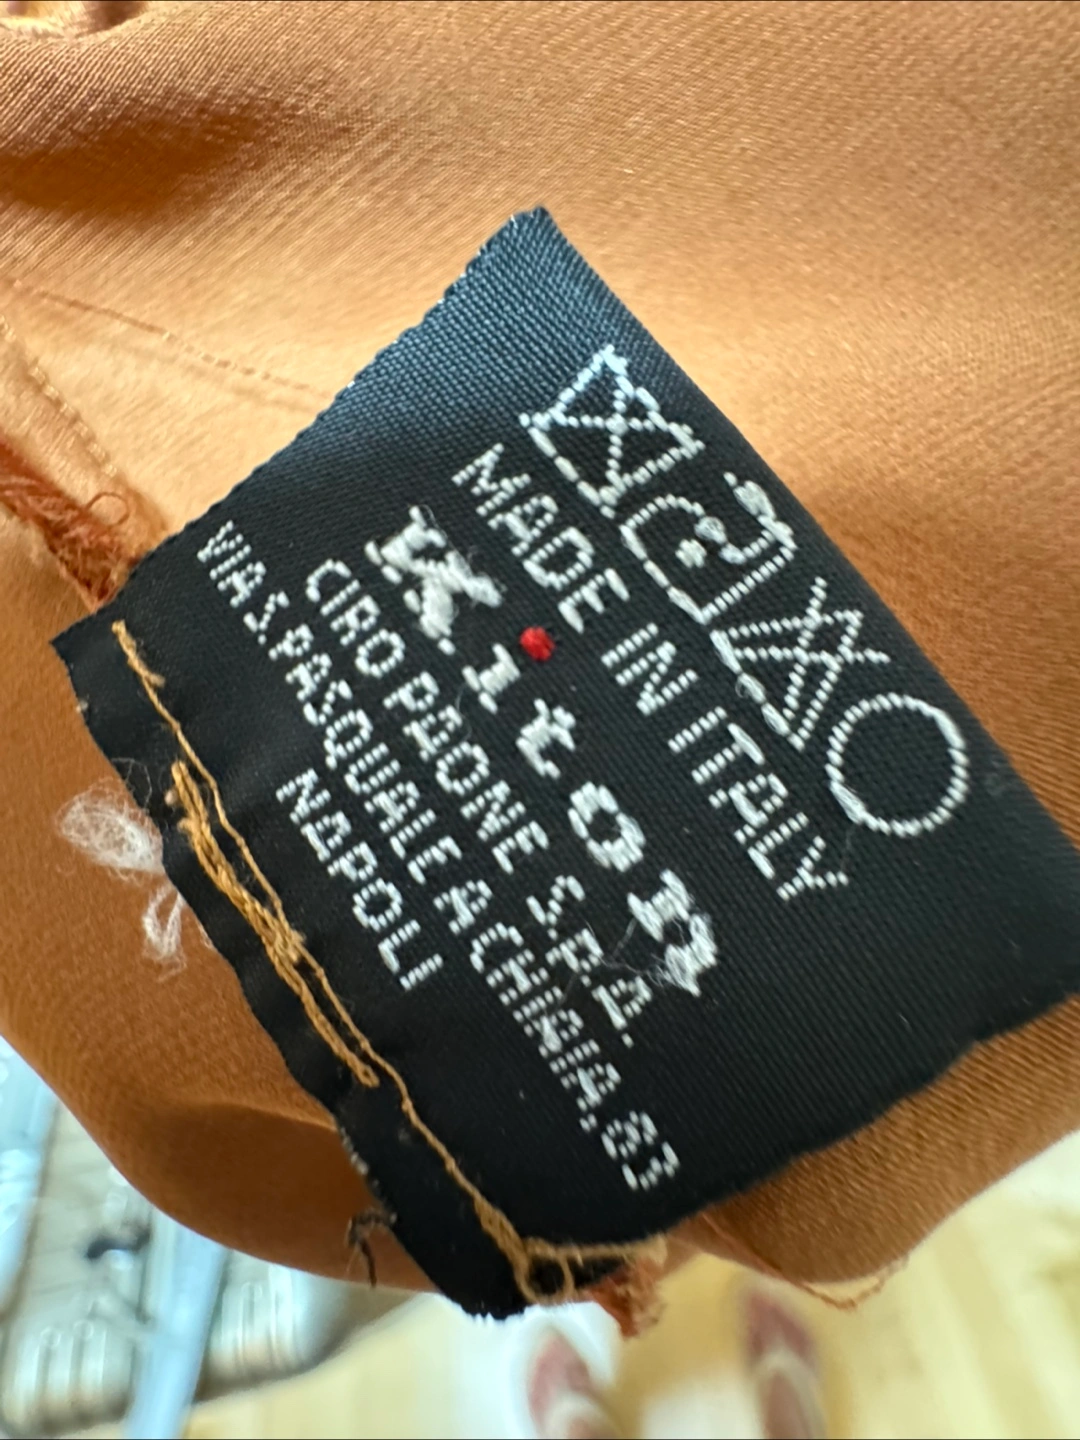 MADE IN ITALY
Kiton
CIRO PAONE S.P.A.
VIA S. PASQUALE A CHIAIA, 83
NAPOLI